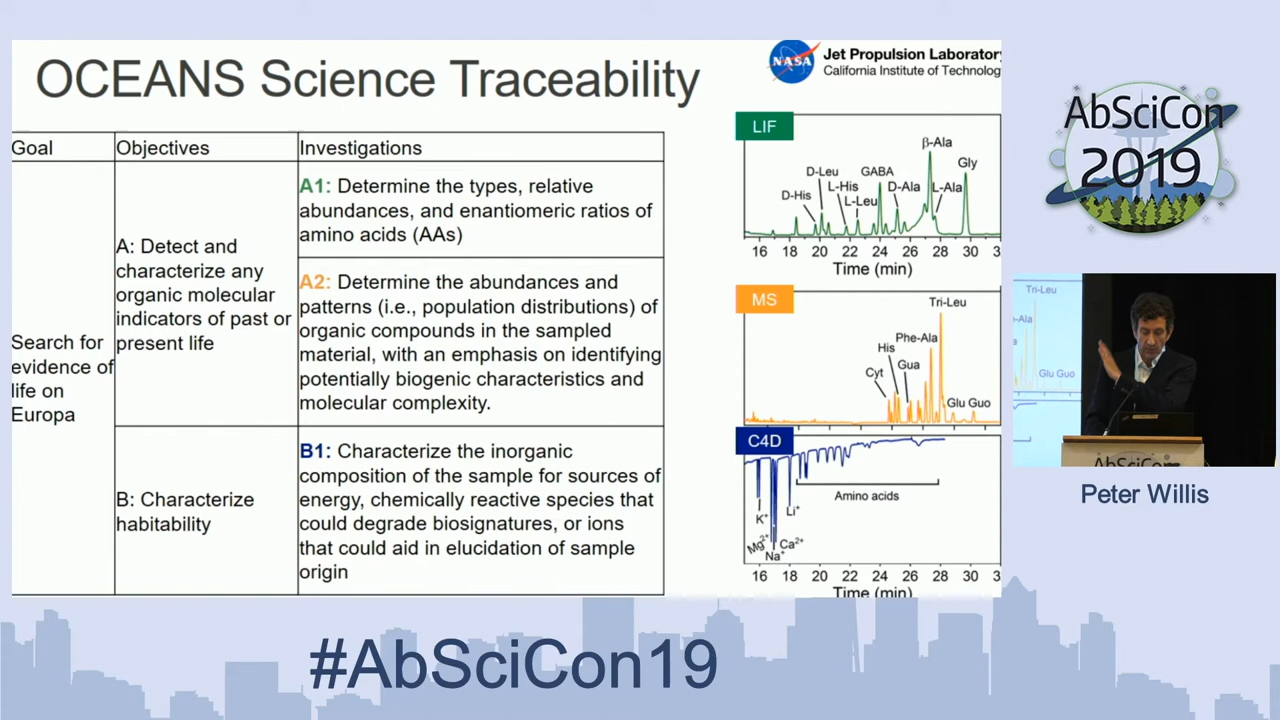 OCEANS Science Traceability
NASA
Jet Propulsion Laboratory
California Institute of Technolog
Goal
Objectives
Investigations
Search for
evidence of
life on
Europa
A: Detect and
characterize any
organic molecular
indicators of past or
present life
A1: Determine the types, relative
abundances, and enantiomeric ratios of
amino acids (AAs)
A2: Determine the abundances and
patterns (i.e., population distributions) of
organic compounds in the sampled
material, with an emphasis on identifying
potentially biogenic characteristics and
molecular complexity.
B: Characterize
habitability
B1: Characterize the inorganic
composition of the sample for sources of
energy, chemically reactive species that
could degrade biosignatures, or ions
that could aid in elucidation of sample
origin
LIF
D-His
D-Leu
L-His
L-Leu
GABA
D-Ala
β-Ala
L-Ala
Gly
16 18 20 22 24 26 28 30 3
Time (min)
MS
Cyt
His
Gua
Phe-Ala
Tri-Leu
Glu Guo
C4D
K+
Mg2+
Na+
Ca2+
Li+
Amino acids
16 18 20 22 24 26 28 30 3
Time (min)
AbSciCon
2019
Tri-Leu
-Ala
Glu Guo
AbSciCon
Peter Willis
#AbSciCon19